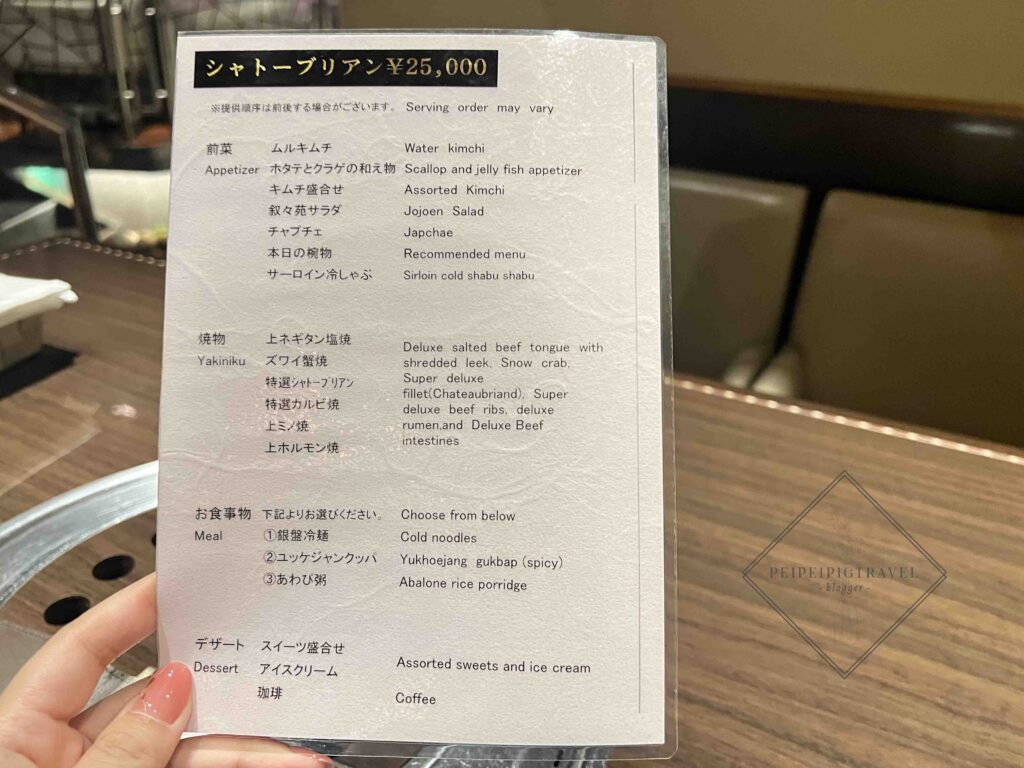 シャトーブリアン¥25,000
※提供順序は前後する場合がございます。 Serving order may vary
前菜 ムルキムチ Water kimchi
Appetizer ホタテとクラゲの和え物 Scallop and jelly fish appetizer
キムチ盛合せ Assorted Kimchi
叙々苑サラダ Jojoen Salad
チャプチェ Japchae
本日の椀物 Recommended menu
サーロイン冷しゃぶ Sirloin cold shabu shabu
焼物 上ネギタン塩焼 Deluxe salted beef tongue with
Yakiniku ズワイ蟹焼 shredded leek, Snow crab,
特選シャトーブリアン Super deluxe
fillet(Chateaubriand), Super
特選カルビ焼 deluxe beef ribs, deluxe
上ミノ焼 rumen,and Deluxe Beef
上ホルモン焼 intestines
お食事物 下記よりお選びください。 Choose from below
Meal ①銀盤冷麺 Cold noodles
②ユッケジャンクッパ Yukhoejang gukbap (spicy)
③あわび粥 Abalone rice porridge
デザート スイーツ盛合せ
Dessert アイスクリーム Assorted sweets and ice cream
珈琲 Coffee
PEIPEIPIGTRAVEL
- blogger -